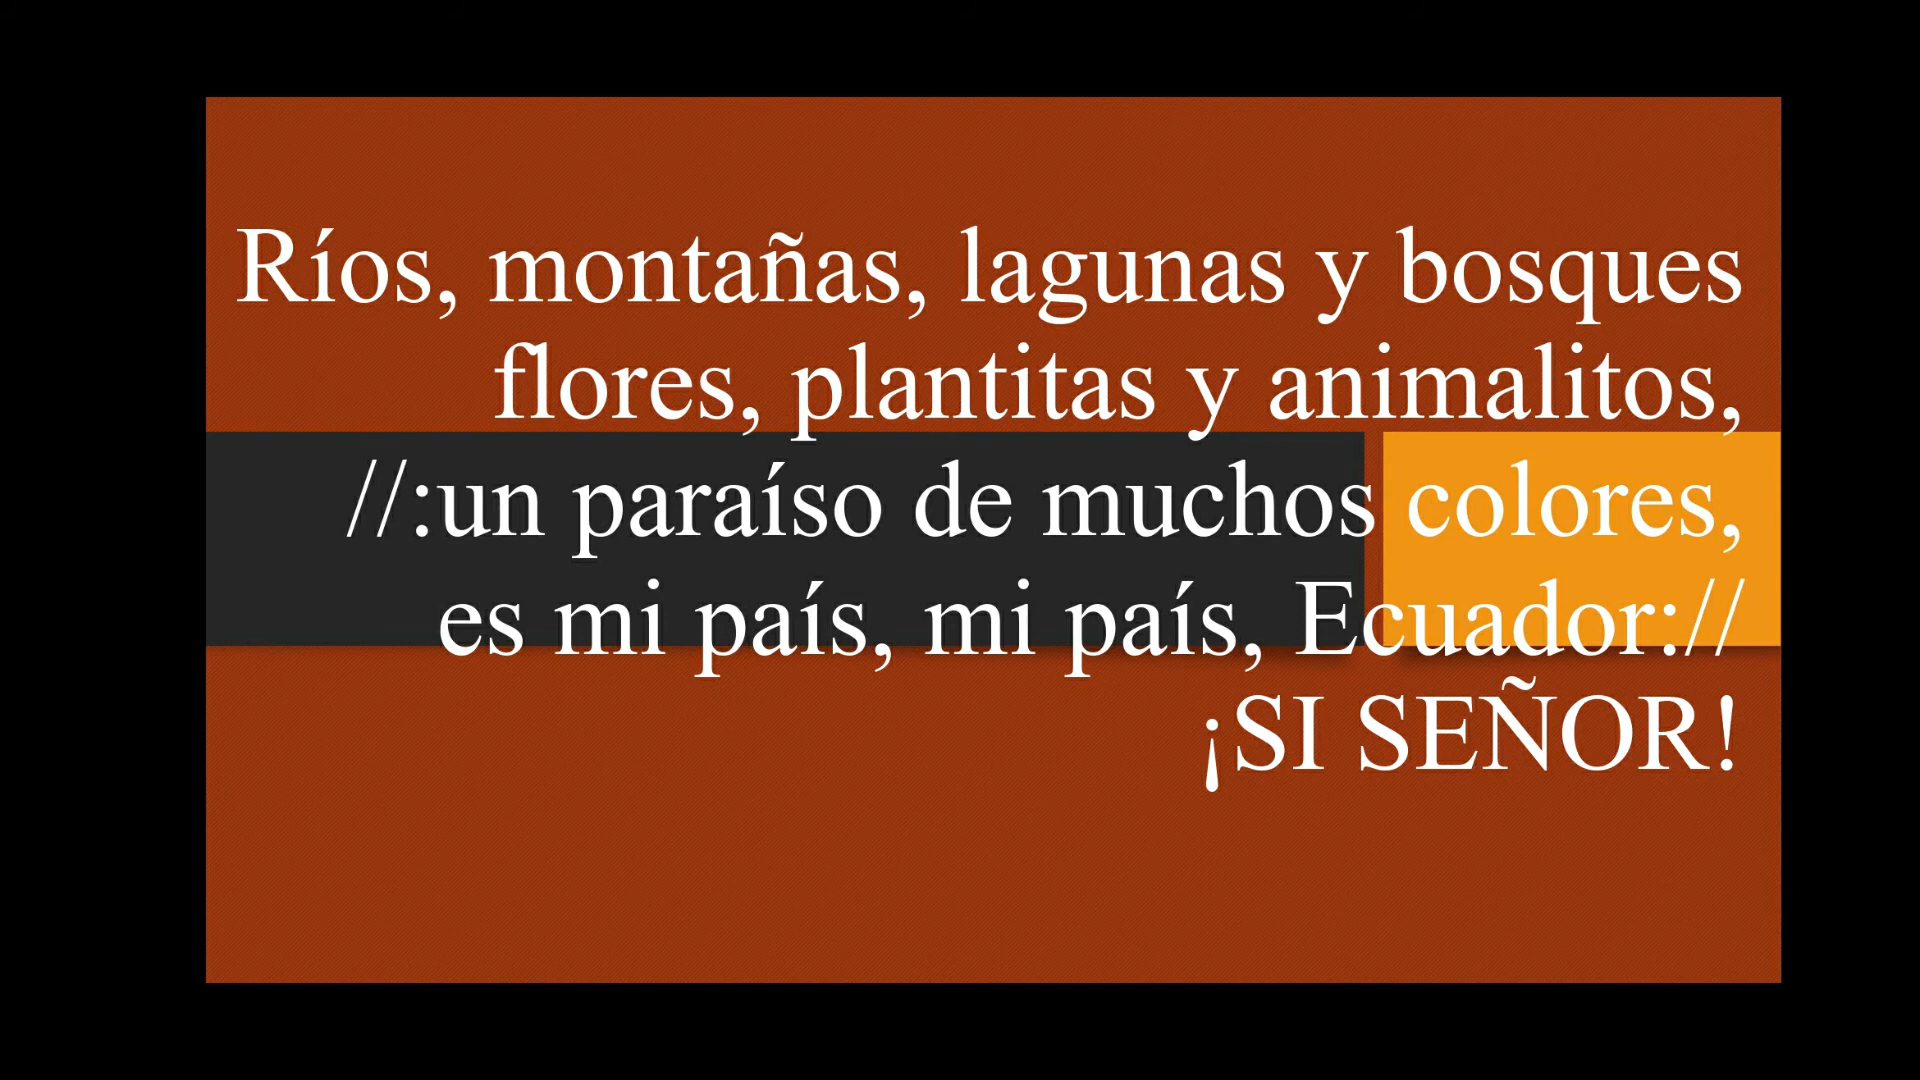 Ríos, montañas, lagunas y bosques
flores, plantitas y animalitos,
//:un paraíso de muchos colores,
es mi país, mi país, Ecuador://
¡SI SEÑOR!